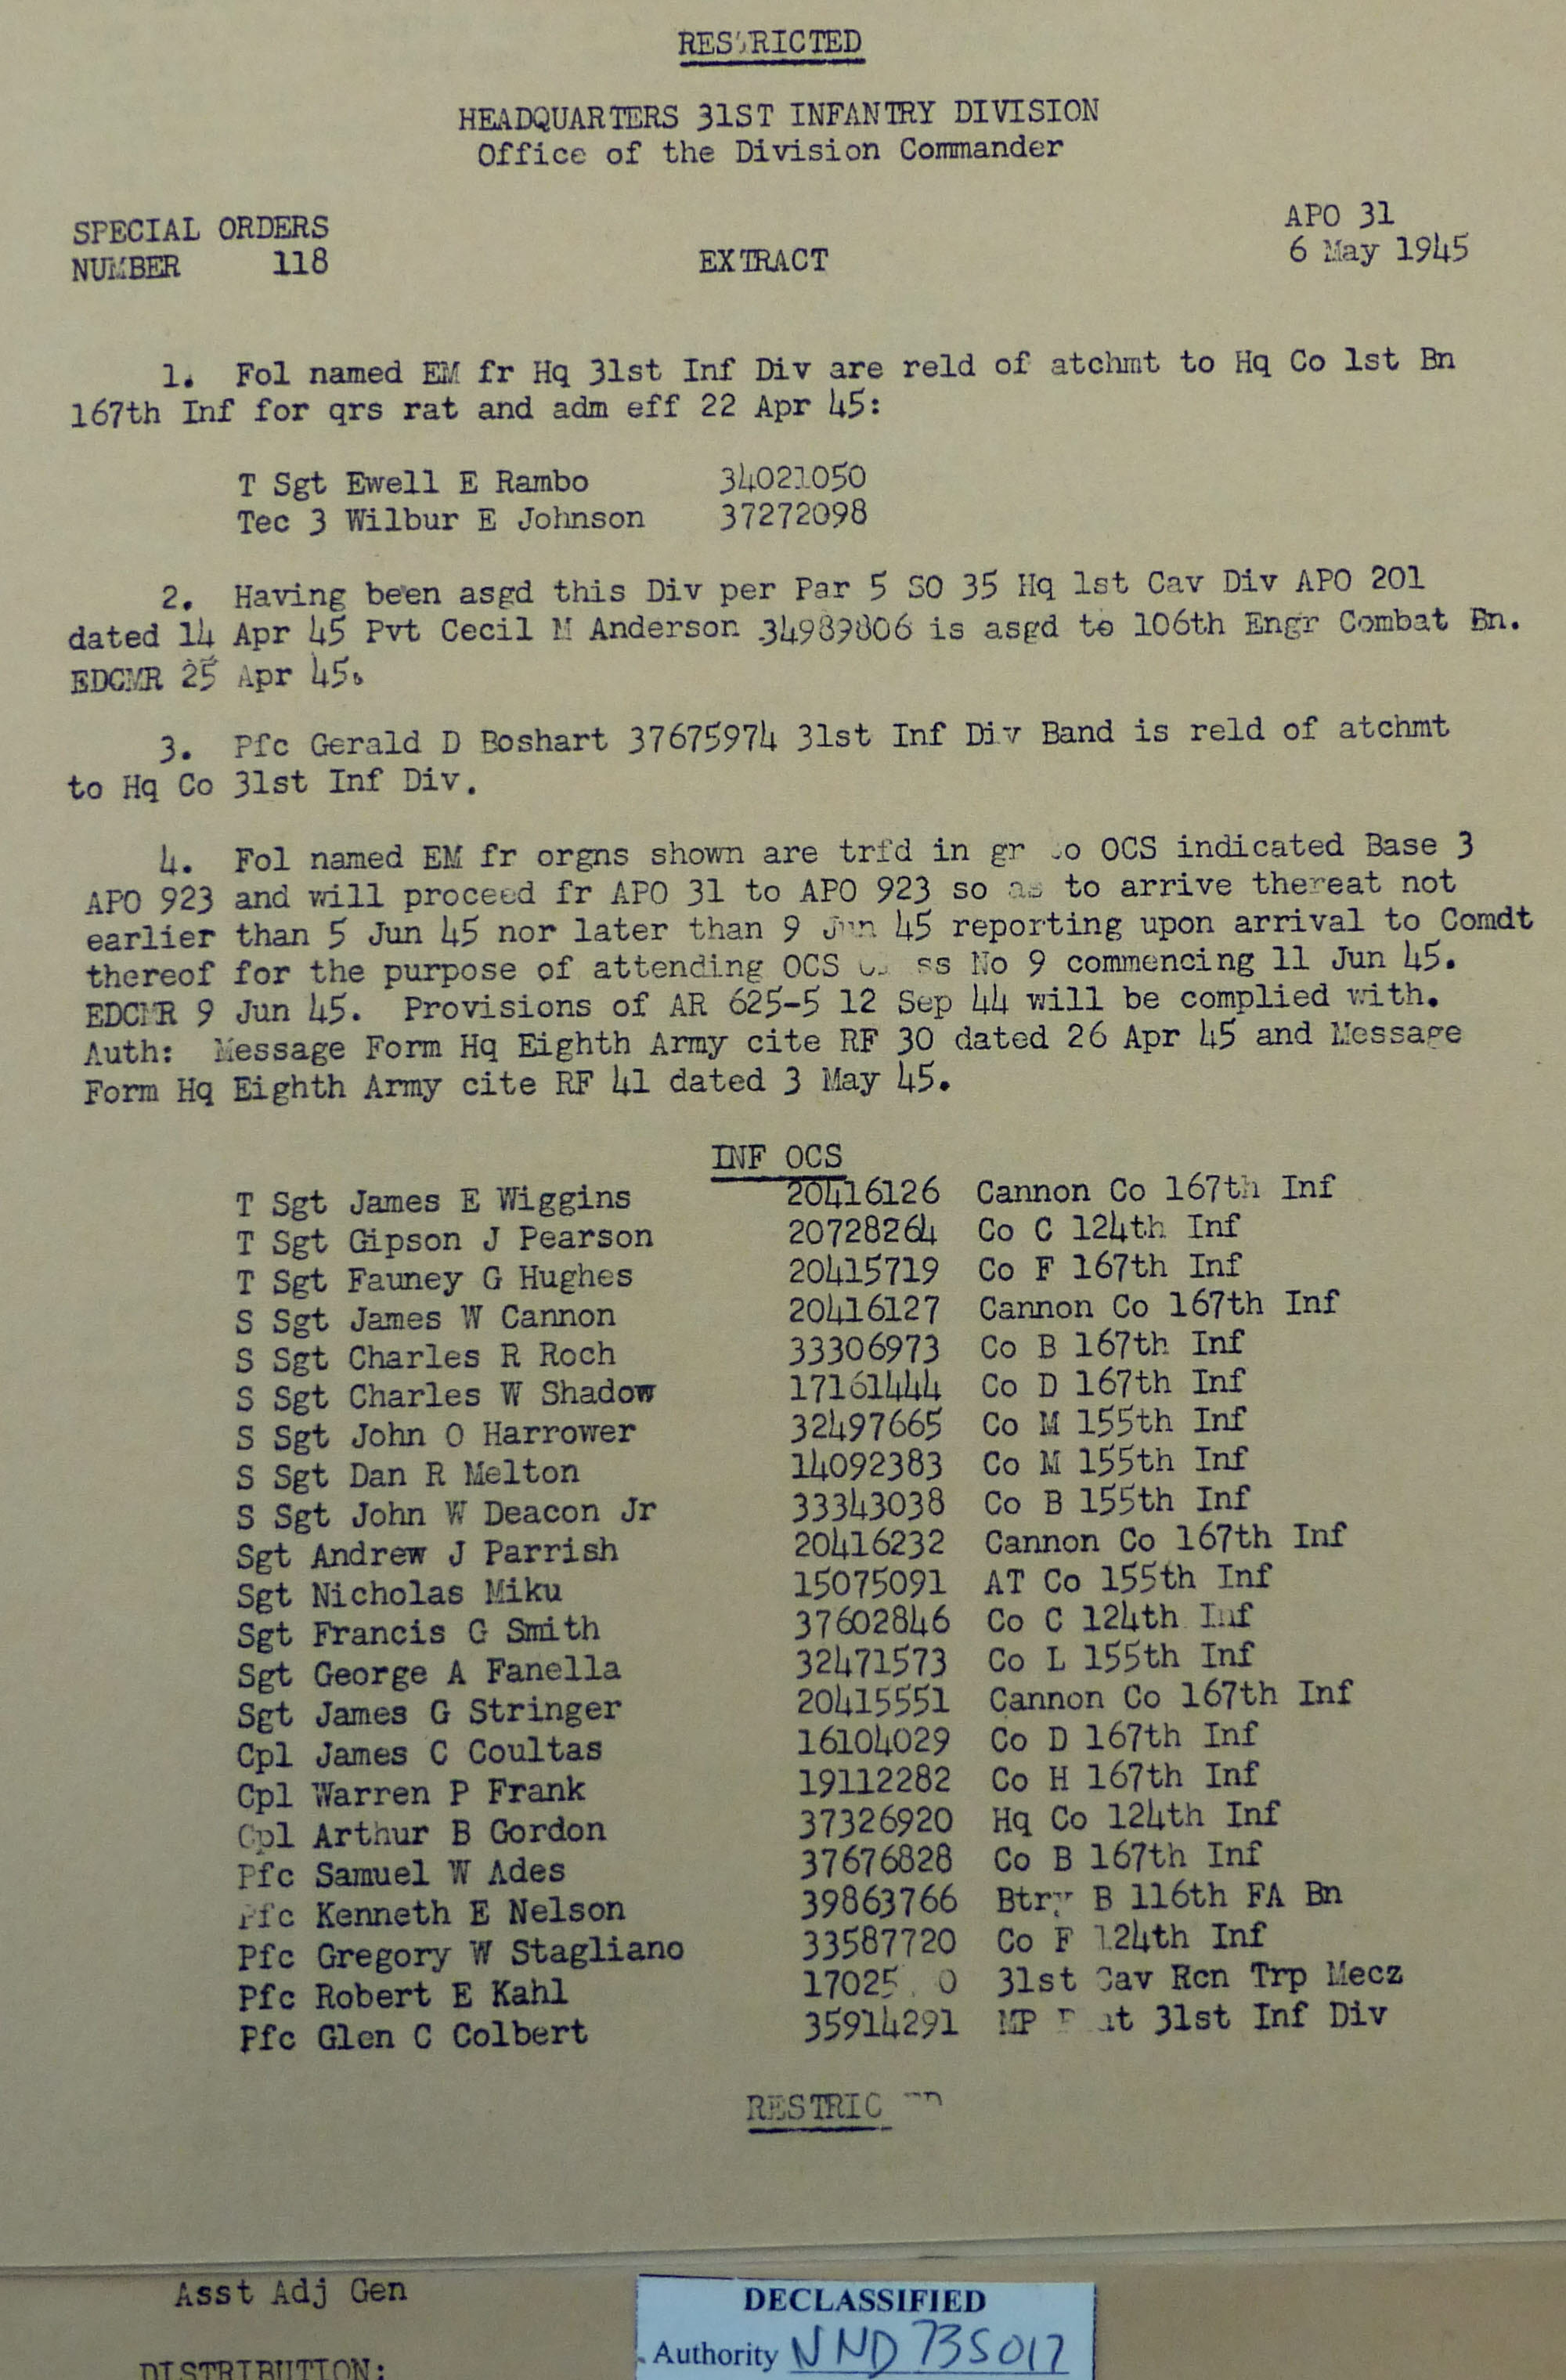 RESTRICTED
HEADQUARTERS 31ST INFANTRY DIVISION
Office of the Division Commander
SPECIAL ORDERS
NUMBER 118
EXTRACT
APO 31
6 May 1945
1. Fol named EM fr Hq 31st Inf Div are reld of atchmt to Hq Co 1st Bn
167th Inf for qrs rat and adm eff 22 Apr 45:
T Sgt Ewell E Rambo 34021050
Tec 3 Wilbur E Johnson 37272098
2. Having been asgd this Div per Par 5 SO 35 Hq 1st Cav Div APO 201
dated 14 Apr 45 Pvt Cecil M Anderson 34989806 is asgd to 106th Engr Combat Bn.
EDCMR 25 Apr 45.
3. Pfc Gerald D Boshart 37675974 31st Inf Div Band is reld of atchmt
to Hq Co 31st Inf Div.
4. Fol named EM fr orgns shown are trfd in gr to OCS indicated Base 3
APO 923 and will proceed fr APO 31 to APO 923 so as to arrive thereat not
earlier than 5 Jun 45 nor later than 9 Jun 45 reporting upon arrival to Comdt
thereof for the purpose of attending OCS Class No 9 commencing 11 Jun 45.
EDCMR 9 Jun 45. Provisions of AR 625-5 12 Sep 44 will be complied with.
Auth: Message Form Hq Eighth Army cite RF 30 dated 26 Apr 45 and Message
Form Hq Eighth Army cite RF 41 dated 3 May 45.
INF OCS
T Sgt James E Wiggins 20416126 Cannon Co 167th Inf
T Sgt Gipson J Pearson 20728264 Co C 124th Inf
T Sgt Fauney G Hughes 20415719 Co F 167th Inf
S Sgt James W Cannon 20416127 Cannon Co 167th Inf
S Sgt Charles R Roch 33306973 Co B 167th Inf
S Sgt Charles W Shadow 17161444 Co D 167th Inf
S Sgt John O Harrower 32497665 Co M 155th Inf
S Sgt Dan R Melton 14092383 Co M 155th Inf
S Sgt John W Deacon Jr 33343038 Co B 155th Inf
Sgt Andrew J Parrish 20416232 Cannon Co 167th Inf
Sgt Nicholas Miku 15075091 AT Co 155th Inf
Sgt Francis G Smith 37602846 Co C 124th Inf
Sgt George A Fanella 32471573 Co L 155th Inf
Sgt James G Stringer 20415551 Cannon Co 167th Inf
Cpl James C Coultas 16104029 Co D 167th Inf
Cpl Warren P Frank 19112282 Co H 167th Inf
Cpl Arthur B Gordon 37326920 Hq Co 124th Inf
Pfc Samuel W Ades 37676828 Co B 167th Inf
Pfc Kenneth E Nelson 39863766 Btry B 116th FA Bn
Pfc Gregory W Stagliano 33587720 Co F 124th Inf
Pfc Robert E Kahl 31st Cav Rcn Trp Mecz
Pfc Glen C Colbert 35914291 MP 31st Inf Div
RESTRICTED
Asst Adj Gen
DISTRIBUTION:
DECLASSIFIED
Authority NND 735017